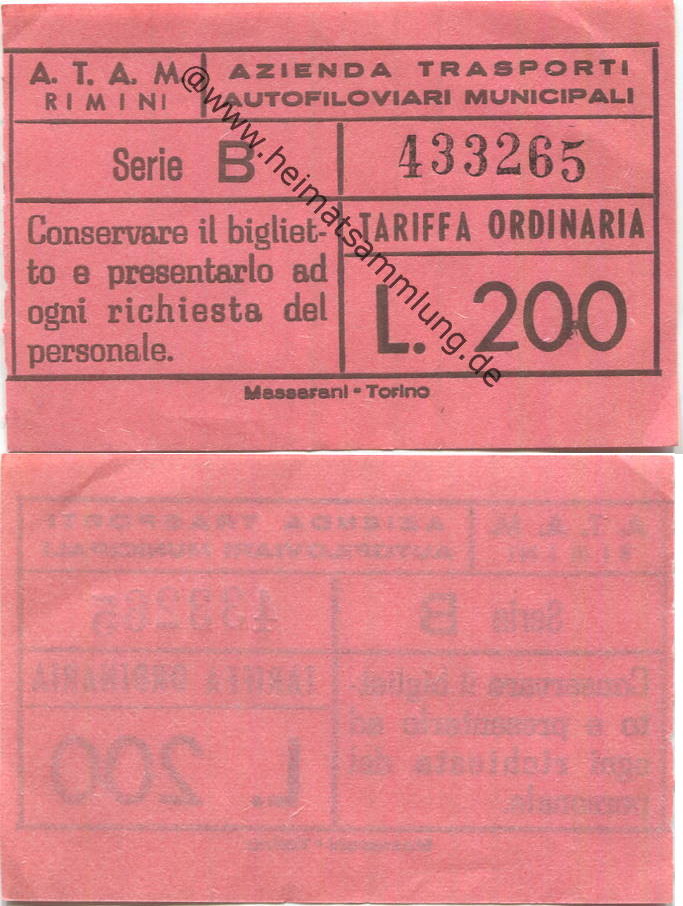 A. T. A. M.
RIMINI
AZIENDA TRASPORTI
AUTOFILOVIARI MUNICIPALI
Serie B
433265
Conservare il bigliet-
to e presentarlo ad
ogni richiesta del
personale.
TARIFFA ORDINARIA
L. 200
Massarani - Torino
@www.heimatsammlung.de